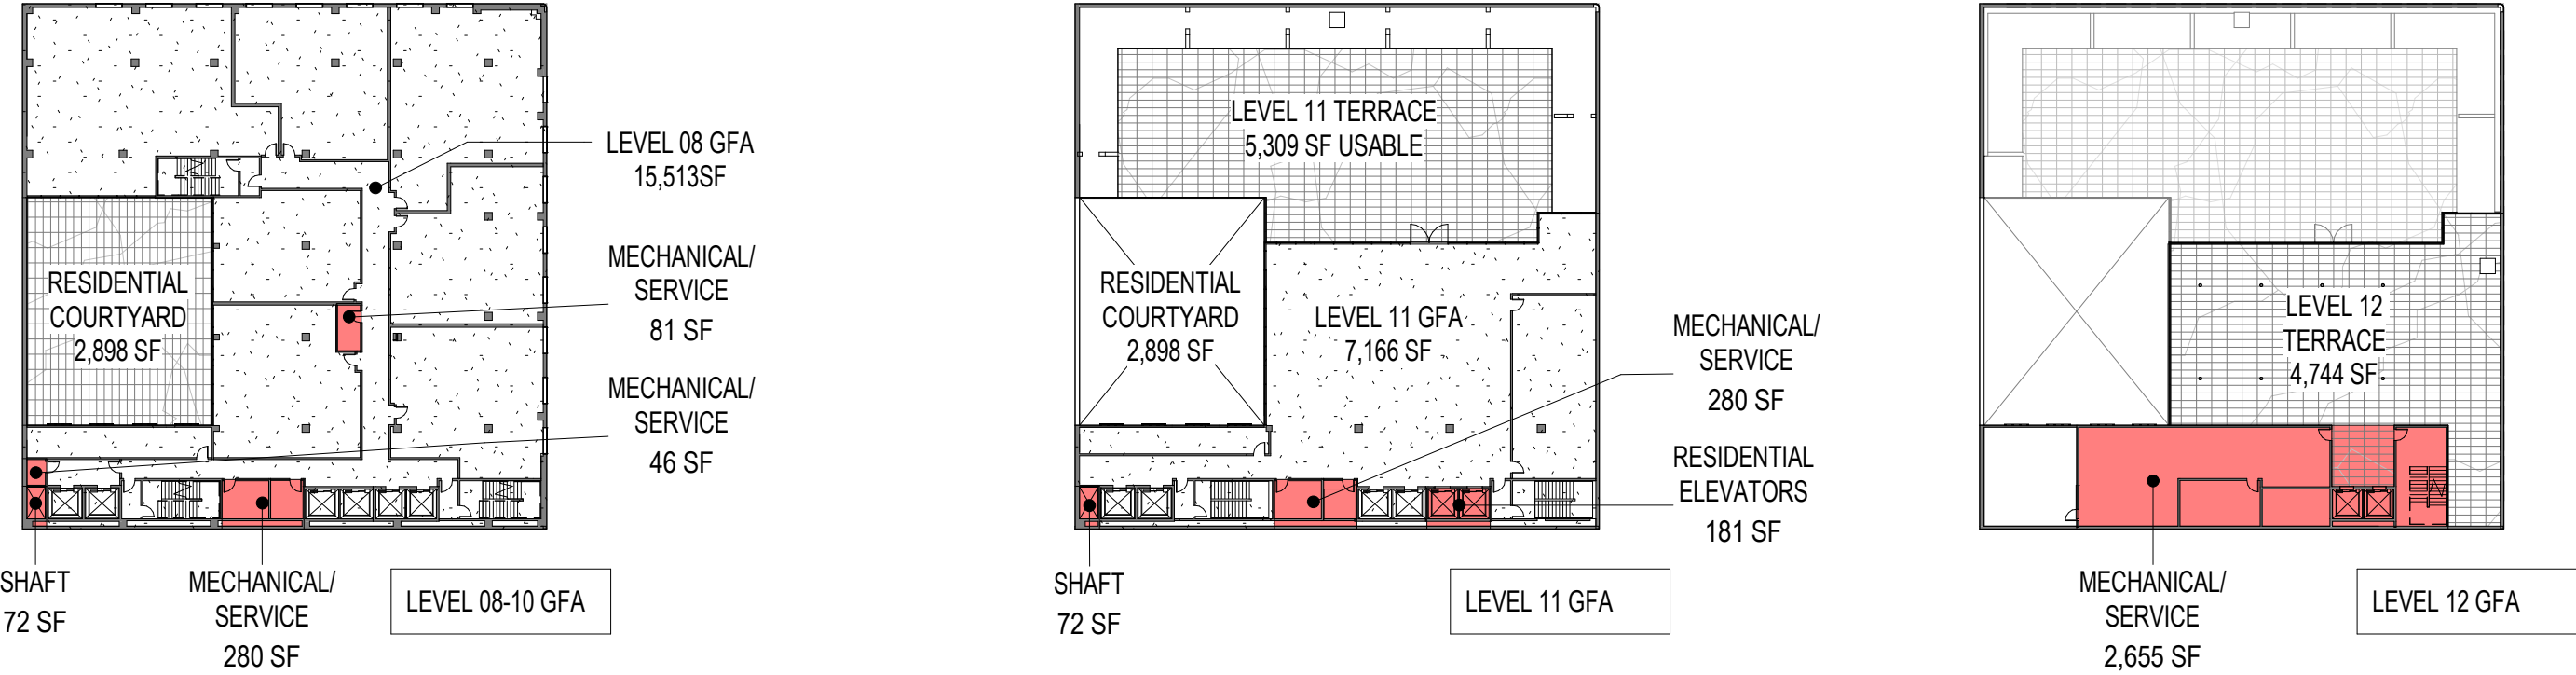 LEVEL 08 GFA
15,513SF
MECHANICAL/
SERVICE
81 SF
MECHANICAL/
SERVICE
46 SF
RESIDENTIAL
COURTYARD
2,898 SF
SHAFT
72 SF
MECHANICAL/
SERVICE
280 SF
LEVEL 08-10 GFA
LEVEL 11 TERRACE
5,309 SF USABLE
RESIDENTIAL
COURTYARD
2,898 SF
LEVEL 11 GFA
7,166 SF
MECHANICAL/
SERVICE
280 SF
RESIDENTIAL
ELEVATORS
181 SF
SHAFT
72 SF
LEVEL 11 GFA
LEVEL 12
TERRACE
4,744 SF
MECHANICAL/
SERVICE
2,655 SF
LEVEL 12 GFA